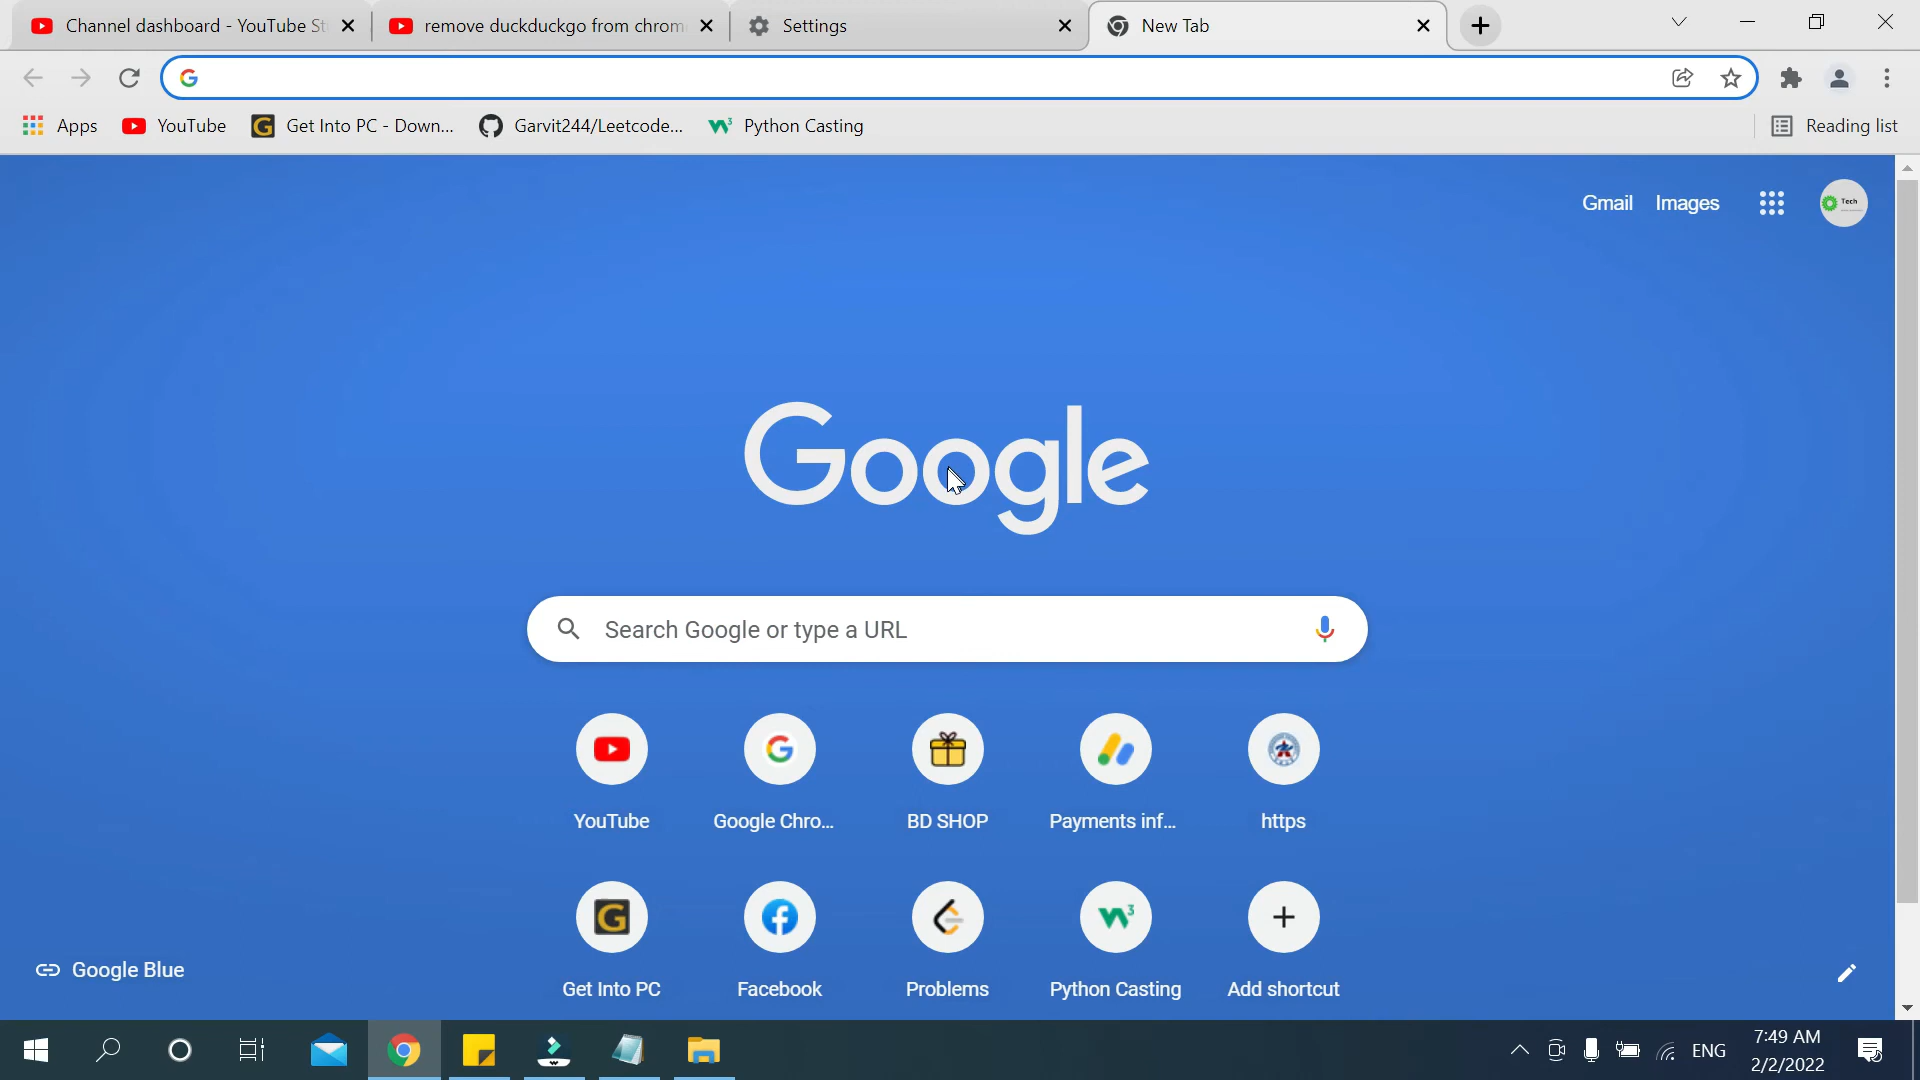 Channel dashboard - YouTube St
remove duckduckgo from chrom
Settings
New Tab
Apps
YouTube
Get Into PC - Down...
Garvit244/Leetcode...
Python Casting
Reading list
Gmail
Images
Tech
Google
Search Google or type a URL
YouTube
Google Chro...
BD SHOP
Payments inf...
https
Get Into PC
Facebook
Problems
Python Casting
Add shortcut
Google Blue
ENG
7:49 AM
2/2/2022